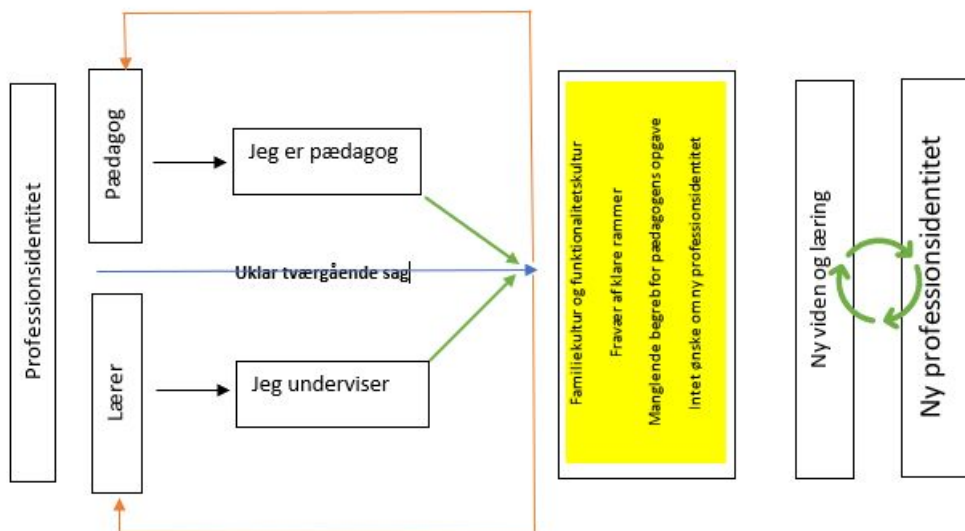 Professionsidentitet
Pædagog
Jeg er pædagog
Uklar tværgående sag
Lærer
Jeg underviser
Familiekultur og funktionalitetskultur
Fravær af klare rammer
Manglende begreb for pædagogens opgave
Intet ønske om ny professionsidentitet
Ny viden og læring
Ny professionsidentitet